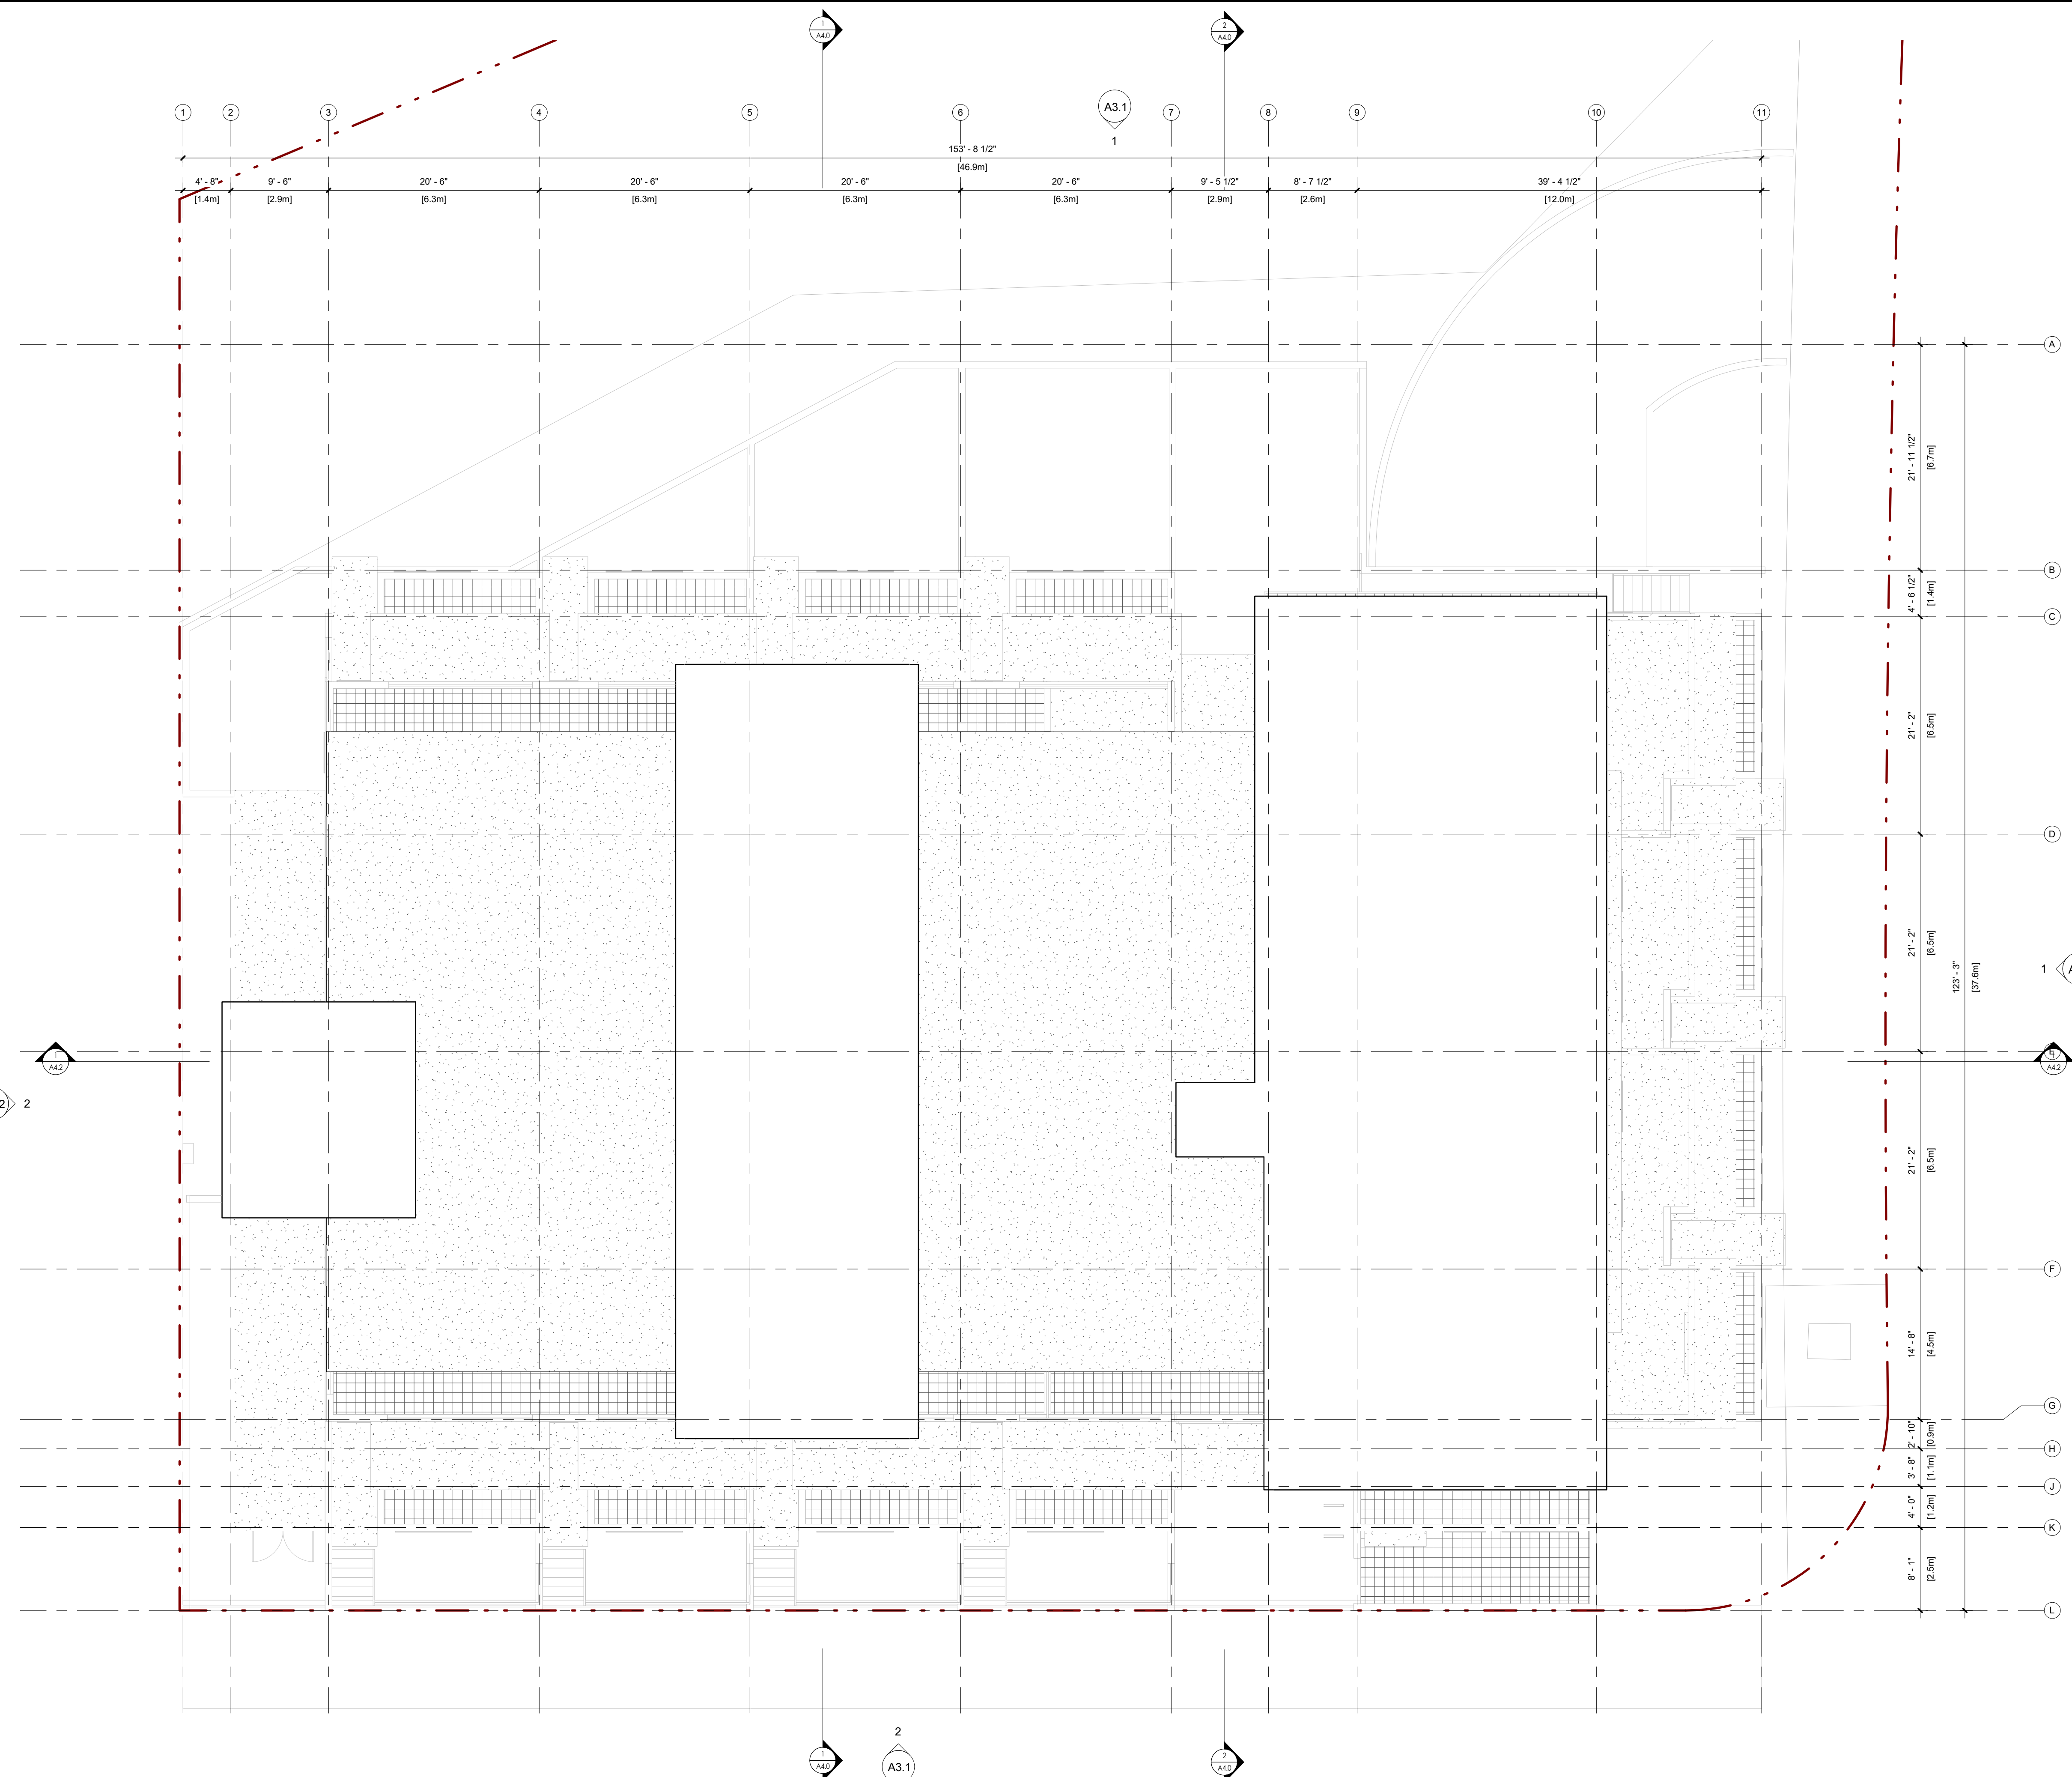 1
A4.0
2
A4.0
A3.1
1
1 2 3 4 5 6 7 8 9 10 11
153' - 8 1/2"
[46.9m]
4' - 8" 9' - 6" 20' - 6" 20' - 6" 20' - 6" 20' - 6" 9' - 5 1/2" 8' - 7 1/2" 39' - 4 1/2"
[1.4m] [2.9m] [6.3m] [6.3m] [6.3m] [6.3m] [2.9m] [2.6m] [12.0m]
A
21' - 11 1/2"
[6.7m]
B
4' - 6 1/2"
[1.4m]
C
21' - 2"
[6.5m]
D
21' - 2"
[6.5m]
123' - 3"
[37.6m]
1
1
A4.2
E
A4.2
2 2
21' - 2"
[6.5m]
F
14' - 8"
[4.5m]
G
2' - 10"
[0.9m]
H
3' - 8"
[1.1m]
J
4' - 0"
[1.2m]
K
8' - 1"
[2.5m]
L
2
A3.1
1
A4.0
2
A4.0